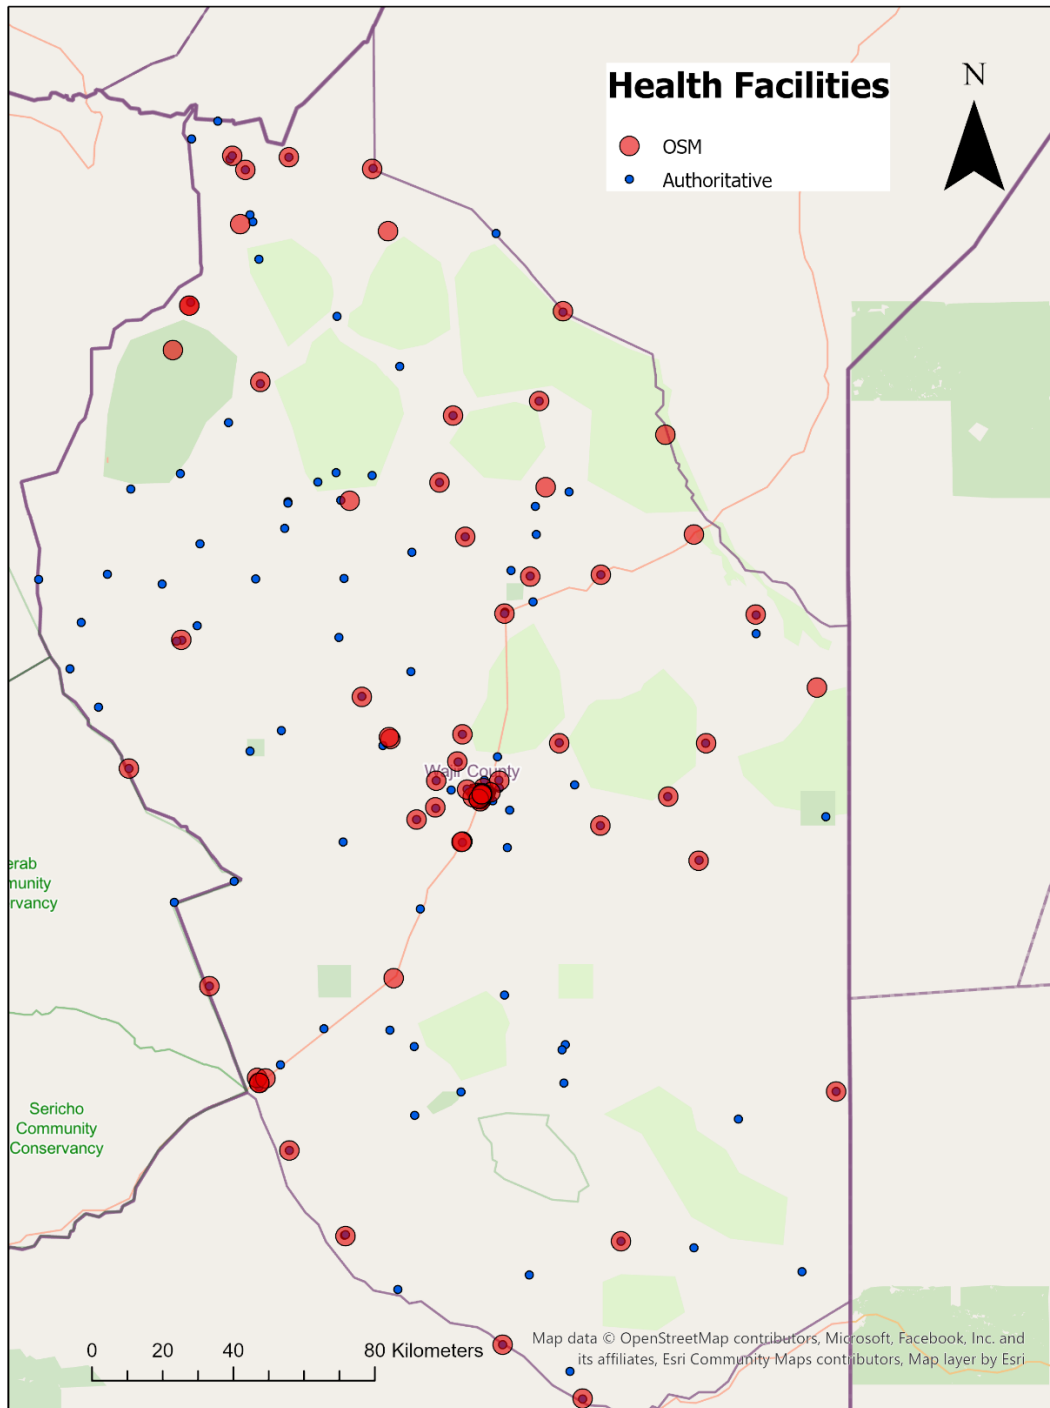 Health Facilities
N
OSM
Authoritative
Wajir County
erab
munity
rvancy
Sericho
Community
Conservancy
0 20 40 80 Kilometers
Map data © OpenStreetMap contributors, Microsoft, Facebook, Inc. and
its affiliates, Esri Community Maps contributors, Map layer by Esri